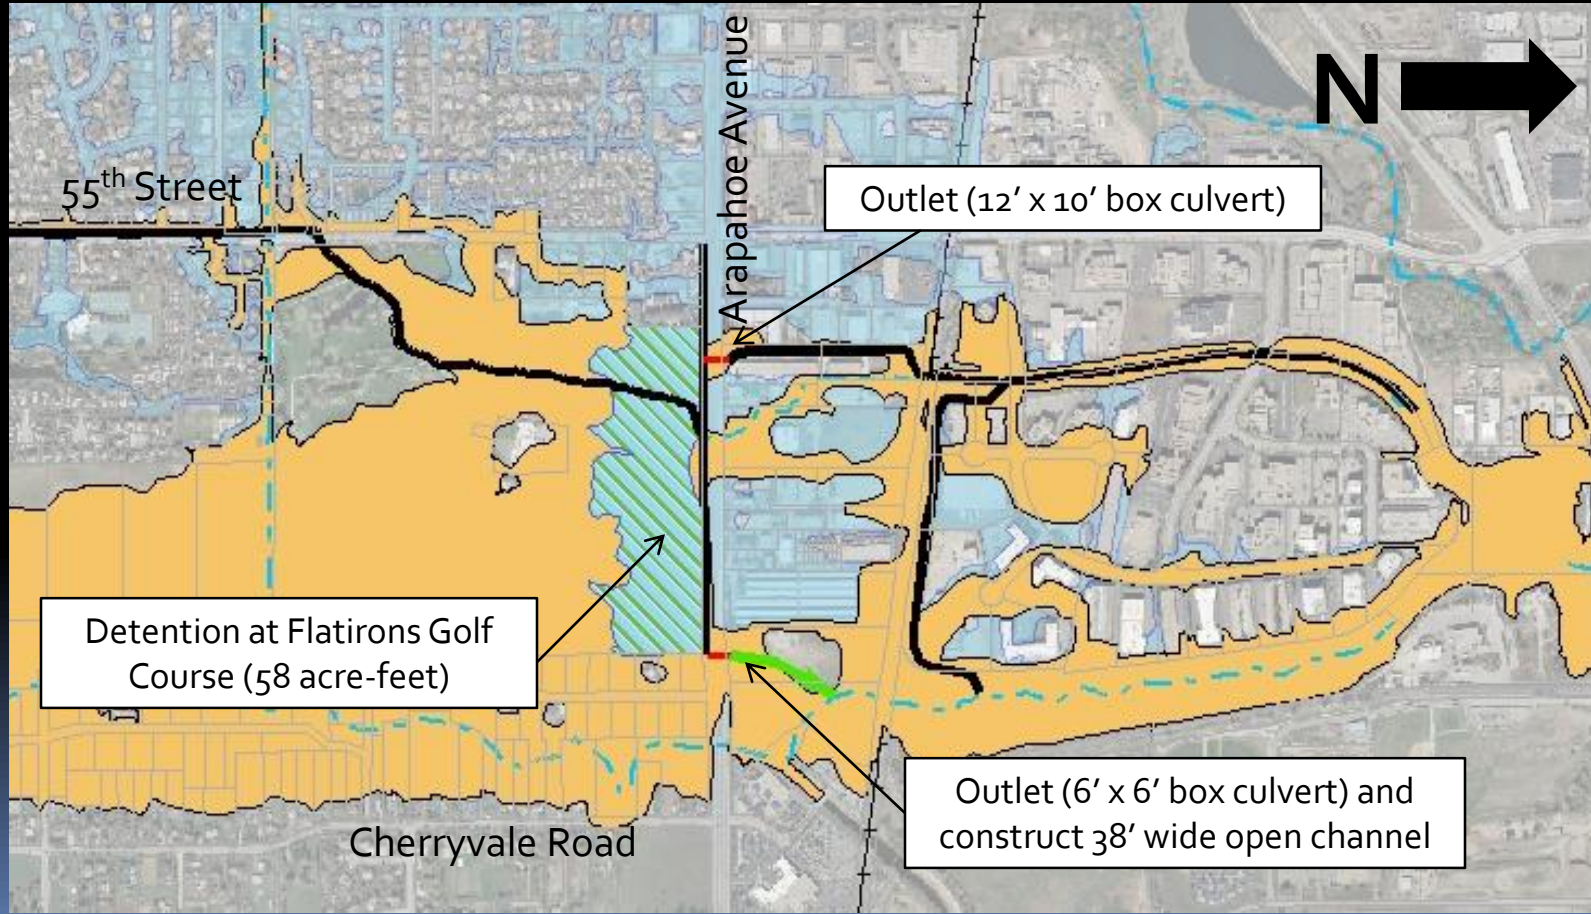 Arapahoe Avenue
N
55th Street
Outlet (12' x 10' box culvert)
Detention at Flatirons Golf
Course (58 acre-feet)
Outlet (6' x 6' box culvert) and
construct 38' wide open channel
Cherryvale Road